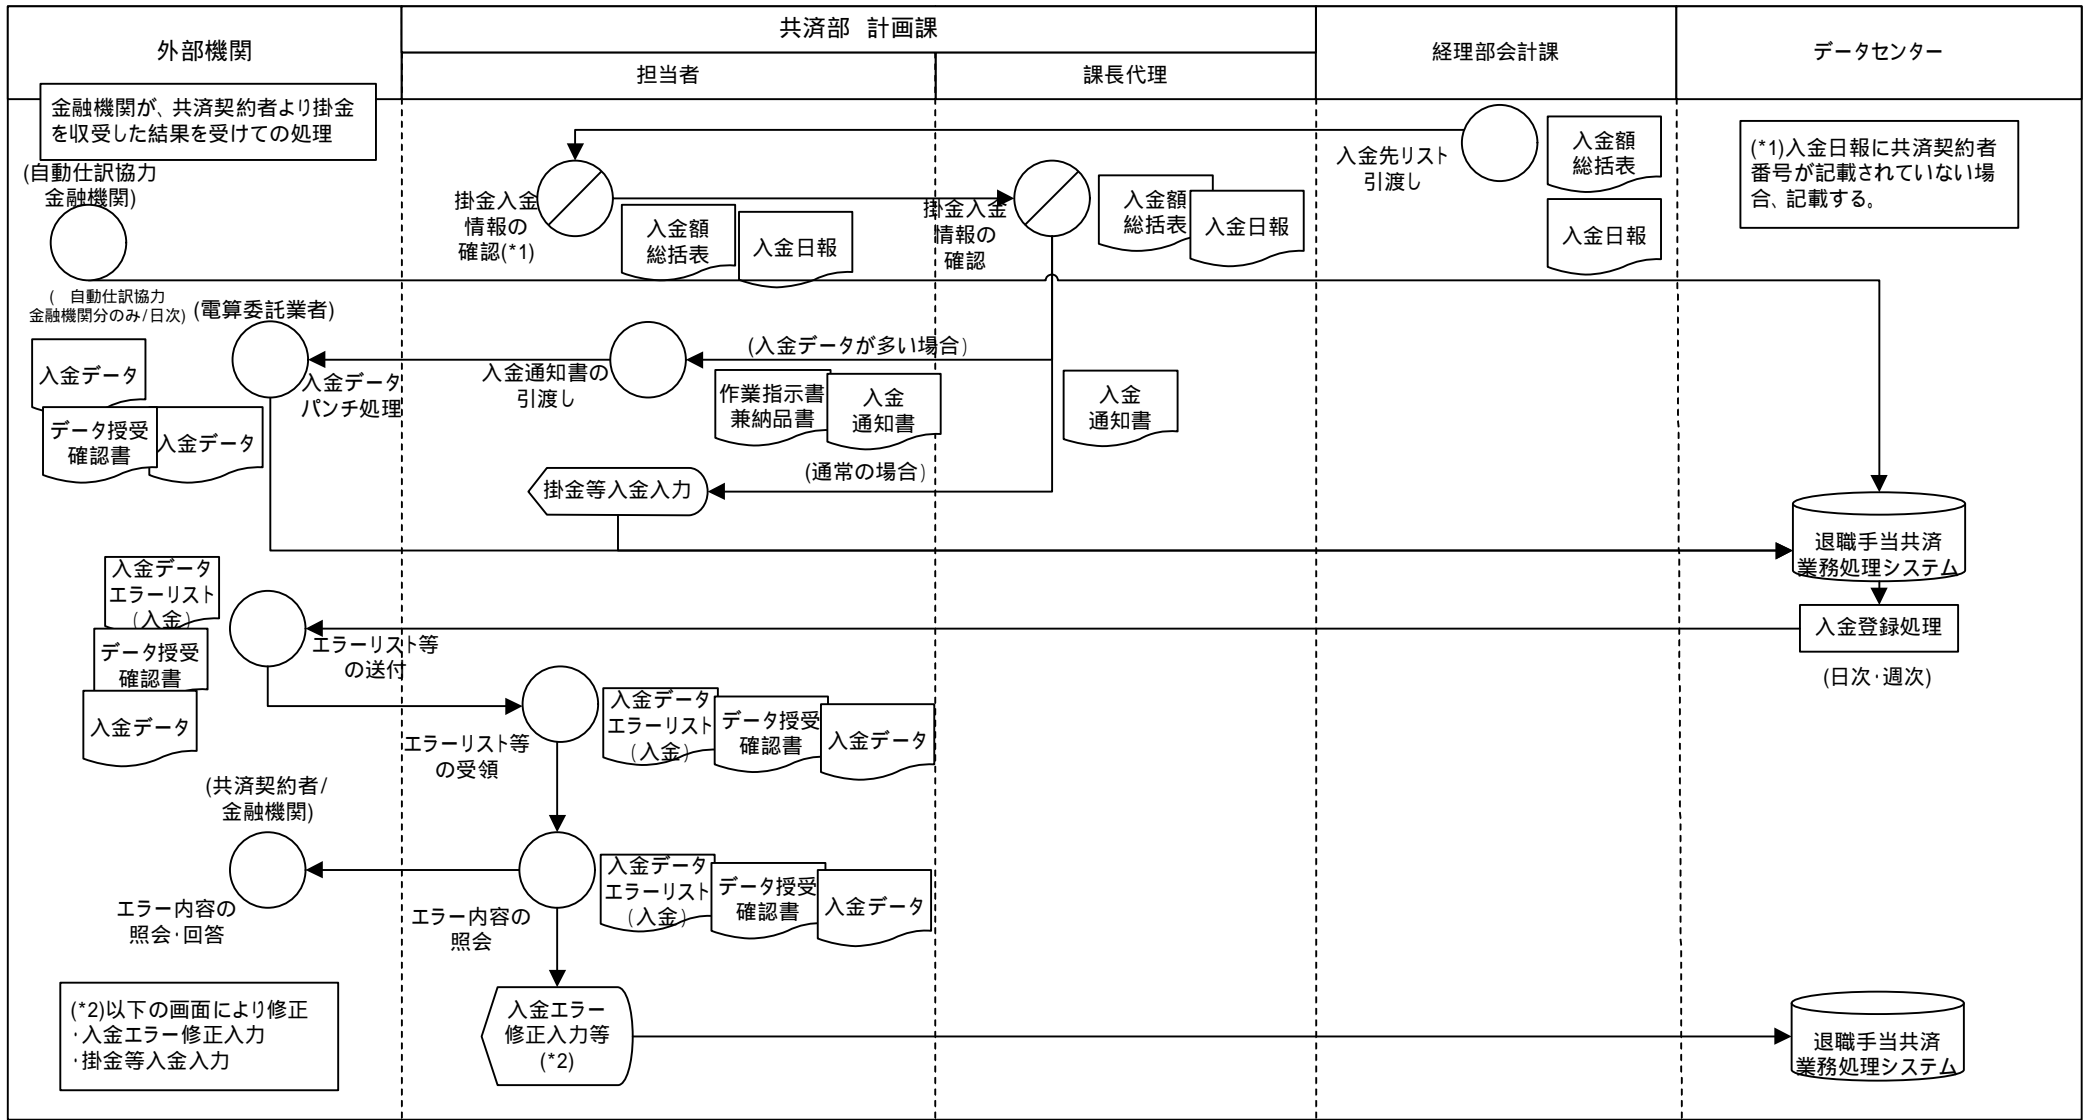 外部機関
共済部 計画課
担当者
課長代理
経理部会計課
データセンター
金融機関が、共済契約者より掛金
を収受した結果を受けての処理
(自動仕訳協力
金融機関)
掛金入金
情報の
確認(*1)
入金額
総括表
入金日報
掛金入金
情報の
確認
入金額
総括表
入金日報
入金先リスト
引渡し
入金額
総括表
入金日報
(*1)入金日報に共済契約者
番号が記載されていない場
合、記載する。
( 自動仕訳協力
金融機関分のみ/日次)
(電算委託業者)
入金データ
データ授受
確認書
入金データ
入金データ
パンチ処理
入金通知書の
引渡し
(入金データが多い場合)
作業指示書
兼納品書
入金
通知書
入金
通知書
(通常の場合)
掛金等入金入力
退職手当共済
業務処理システム
入金登録処理
(日次・週次)
入金データ
エラーリスト
(入金)
データ授受
確認書
入金データ
エラーリスト等
の送付
エラーリスト等
の受領
入金データ
エラーリスト
(入金)
データ授受
確認書
入金データ
(共済契約者/
金融機関)
エラー内容の
照会・回答
エラー内容の
照会
入金データ
エラーリスト
(入金)
データ授受
確認書
入金データ
(*2)以下の画面により修正
・入金エラー修正入力
・掛金等入金入力
入金エラー
修正入力等
(*2)
退職手当共済
業務処理システム